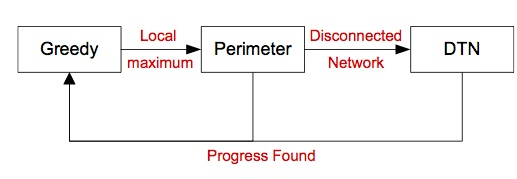 Greedy
Local
maximum
Perimeter
Disconnected
Network
DTN
Progress Found